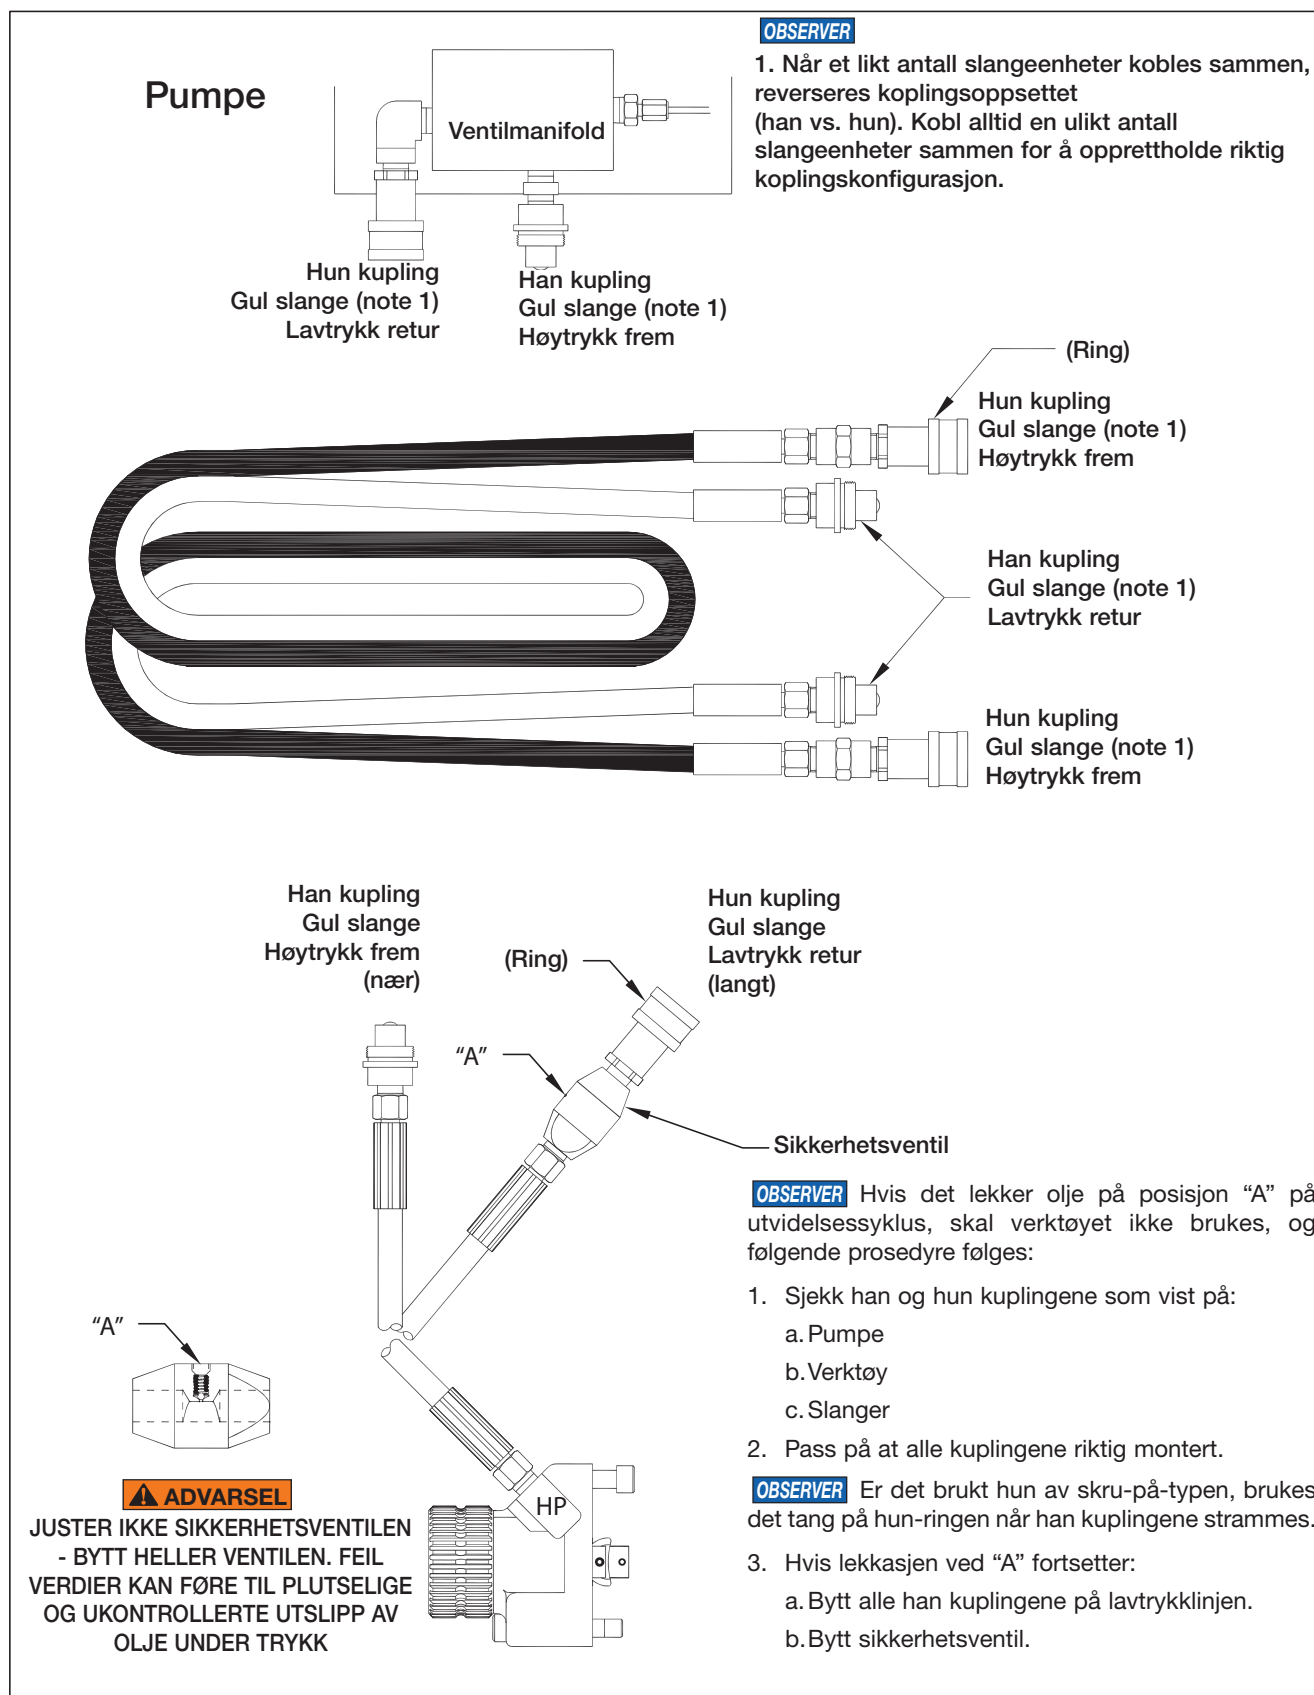 Pumpe
Ventilmanifold
OBSERVER
1. Når et likt antall slangeenheter kobles sammen,
reverseres koplingsoppsettet
(han vs. hun). Kobl alltid en ulikt antall
slangeenheter sammen for å opprettholde riktig
koplingskonfigurasjon.
Hun kupling
Gul slange (note 1)
Lavtrykk retur
Han kupling
Gul slange (note 1)
Høytrykk frem
(Ring)
Hun kupling
Gul slange (note 1)
Høytrykk frem
Han kupling
Gul slange (note 1)
Lavtrykk retur
Hun kupling
Gul slange (note 1)
Høytrykk frem
Han kupling
Gul slange
Høytrykk frem
(nær)
(Ring)
Hun kupling
Gul slange
Lavtrykk retur
(langt)
“A”
Sikkerhetsventil
OBSERVER Hvis det lekker olje på posisjon “A” på
utvidelsessyklus, skal verktøyet ikke brukes, og
følgende prosedyre følges:
1. Sjekk han og hun kuplingene som vist på:
a. Pumpe
b. Verktøy
c. Slanger
2. Pass på at alle kuplingene riktig montert.
OBSERVER Er det brukt hun av skru-på-typen, brukes
det tang på hun-ringen når han kuplingene strammes.
3. Hvis lekkasjen ved “A” fortsetter:
a. Bytt alle han kuplingene på lavtrykklinjen.
b. Bytt sikkerhetsventil.
“A”
HP
ADVARSEL
JUSTER IKKE SIKKERHETSVENTILEN
- BYTT HELLER VENTILEN. FEIL
VERDIER KAN FØRE TIL PLUTSELIGE
OG UKONTROLLERTE UTSLIPP AV
OLJE UNDER TRYKK